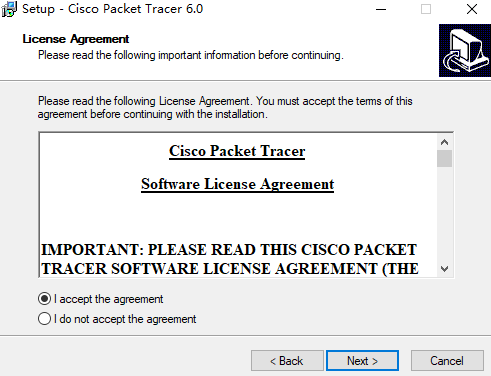 Setup - Cisco Packet Tracer 6.0
License Agreement
Please read the following important information before continuing.
Please read the following License Agreement. You must accept the terms of this
agreement before continuing with the installation.
Cisco Packet Tracer
Software License Agreement
IMPORTANT: PLEASE READ THIS CISCO PACKET
TRACER SOFTWARE LICENSE AGREEMENT (THE
I accept the agreement
I do not accept the agreement
< Back
Next >
Cancel